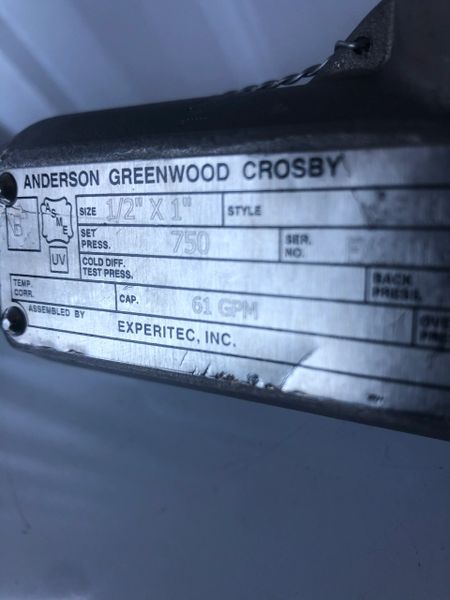 ANDERSON GREENWOOD CROSBY
ASME
UV
SIZE 1/2" X 1" STYLE
SET PRESS. 750 SER. NO.
COLD DIFF. TEST PRESS. BACK PRESS.
TEMP. CORR. CAP. 61 GPM
ASSEMBLED BY EXPERITEC, INC.